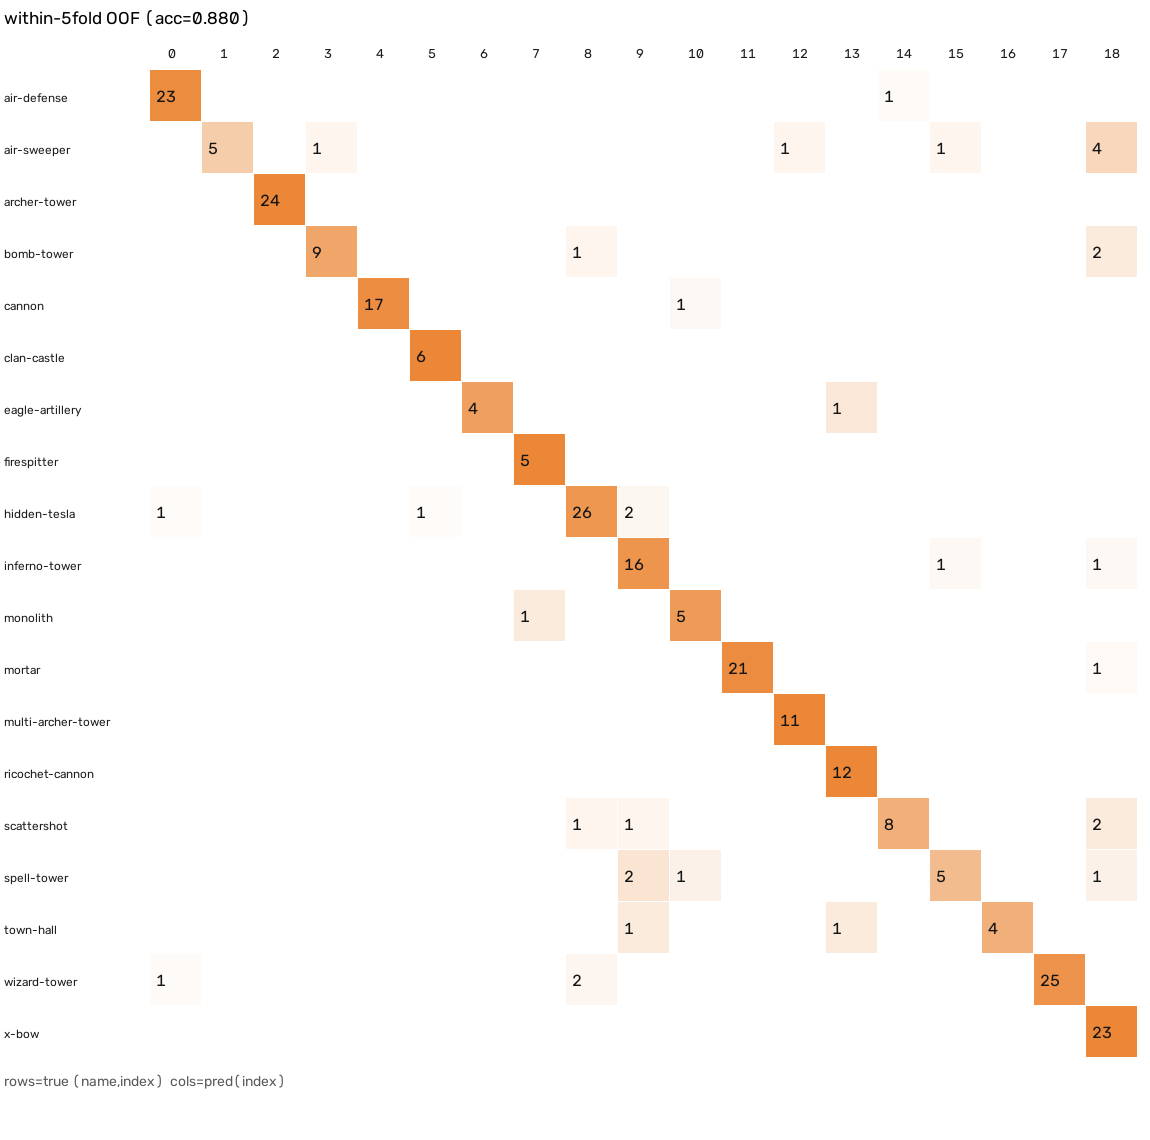 within-5fold OOF (acc=0.880)
0 1 2 3 4 5 6 7 8 9 10 11 12 13 14 15 16 17 18
air-defense 23 1
air-sweeper 5 1 1 1 4
archer-tower 24
bomb-tower 9 1 2
cannon 17 1
clan-castle 6
eagle-artillery 4 1
firespitter 5
hidden-tesla 1 1 26 2
inferno-tower 16 1 1
monolith 1 5
mortar 21 1
multi-archer-tower 11
ricochet-cannon 12
scattershot 1 1 8 2
spell-tower 2 1 5 1
town-hall 1 1 4
wizard-tower 1 2 25
x-bow 23
rows=true (name,index) cols=pred(index)